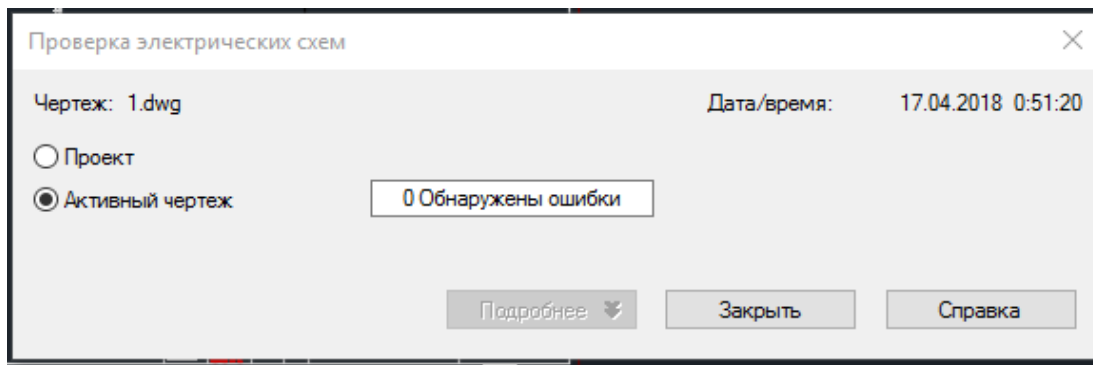 Проверка электрических схем
Чертеж: 1.dwg Дата/время: 17.04.2018 0:51:20
Проект
Активный чертеж 0 Обнаружены ошибки
Подробнее Закрыть Справка